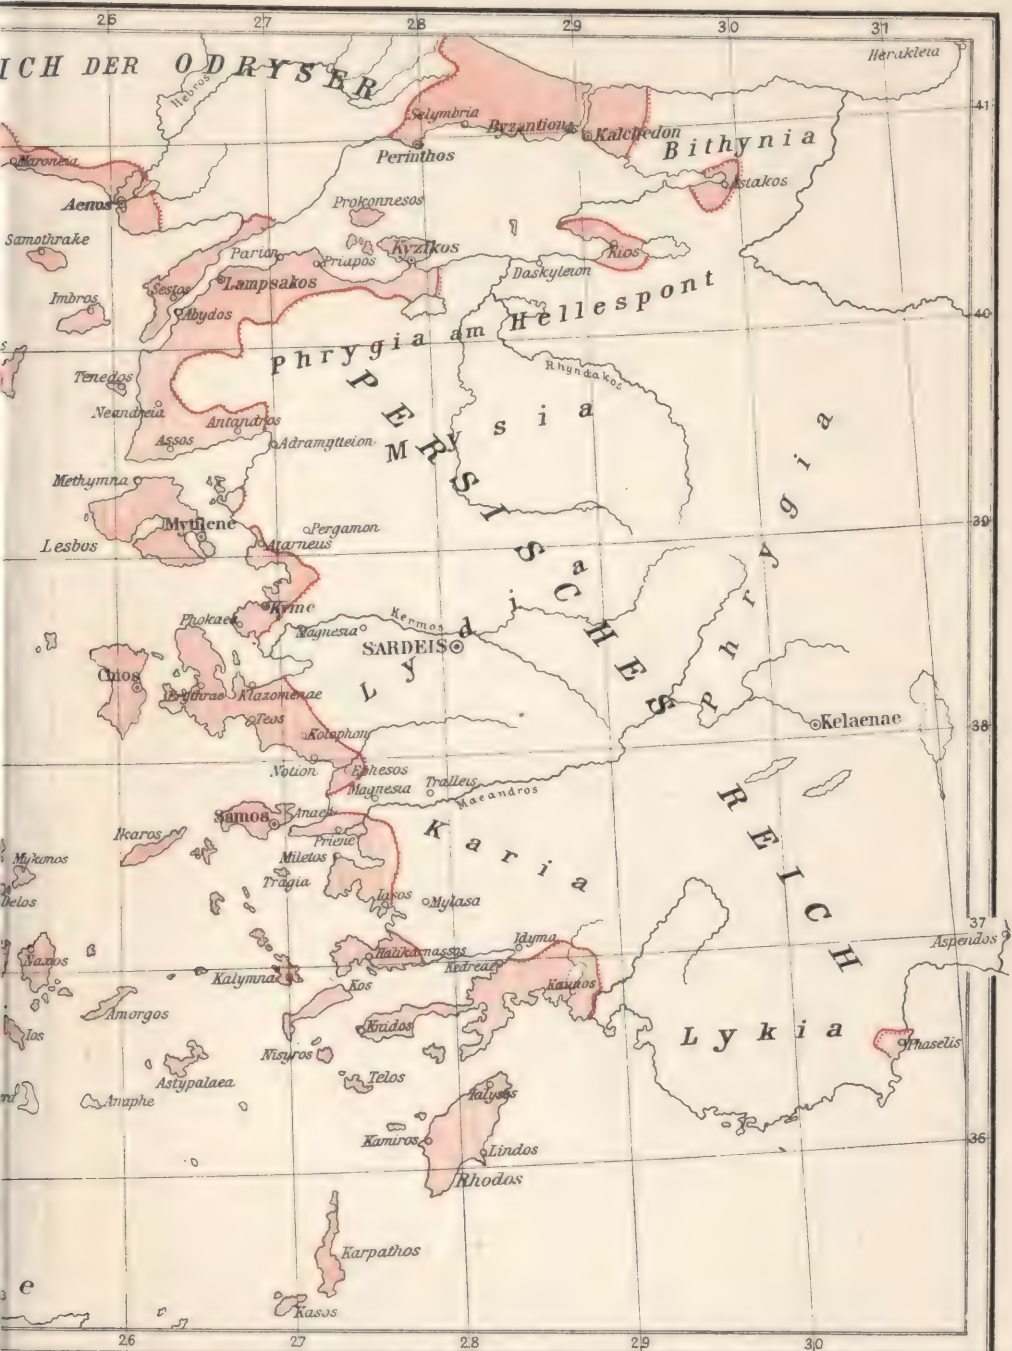 26 27 28 29 30 31
ICH DER ODRYSER
Herakleia
Hebros
41
Selymbria
Byzantion
Kalchedon
Bithynia
Perinthos
Maroneia
Astakos
Aenos
Prokonnesos
Samothrake
Kyzikos
Kios
Parion
Priapos
Daskyleion
Lampsakos
Sestos
Imbros
Abydos
40
Phrygia am Hellespont
PERSISCHES
Rhyndakos
Tenedos
Neandreia
Antandros
Assos
Adramytteion
Mysia
Phrygia
Methymna
39
Mytilene
Pergamon
Lesbos
Atarneus
Kyme
Phokaea
Magnesia
Hermos
SARDEIS
Lydia
Chios
Erythrae
Klazomenae
Teos
Kolophon
38
Kelaenae
Notion
Ephesos
Magnesia
Tralleis
Maeandros
REICH
Samos
Anaea
Ikaros
Priene
Karia
Miletos
Mykonos
Tragia
Delos
Iasos
Mylasa
37
Idyma
Aspendos
Naxos
Halikarnassos
Kedreae
Kalymnae
Kos
Kaunos
Amorgos
Ios
Knidos
Lykia
Nisyros
Phaselis
Astypalaea
Telos
Anaphe
Ialysos
Kamiros
36
Lindos
Rhodos
Karpathos
e
Kasos
26 27 28 29 30